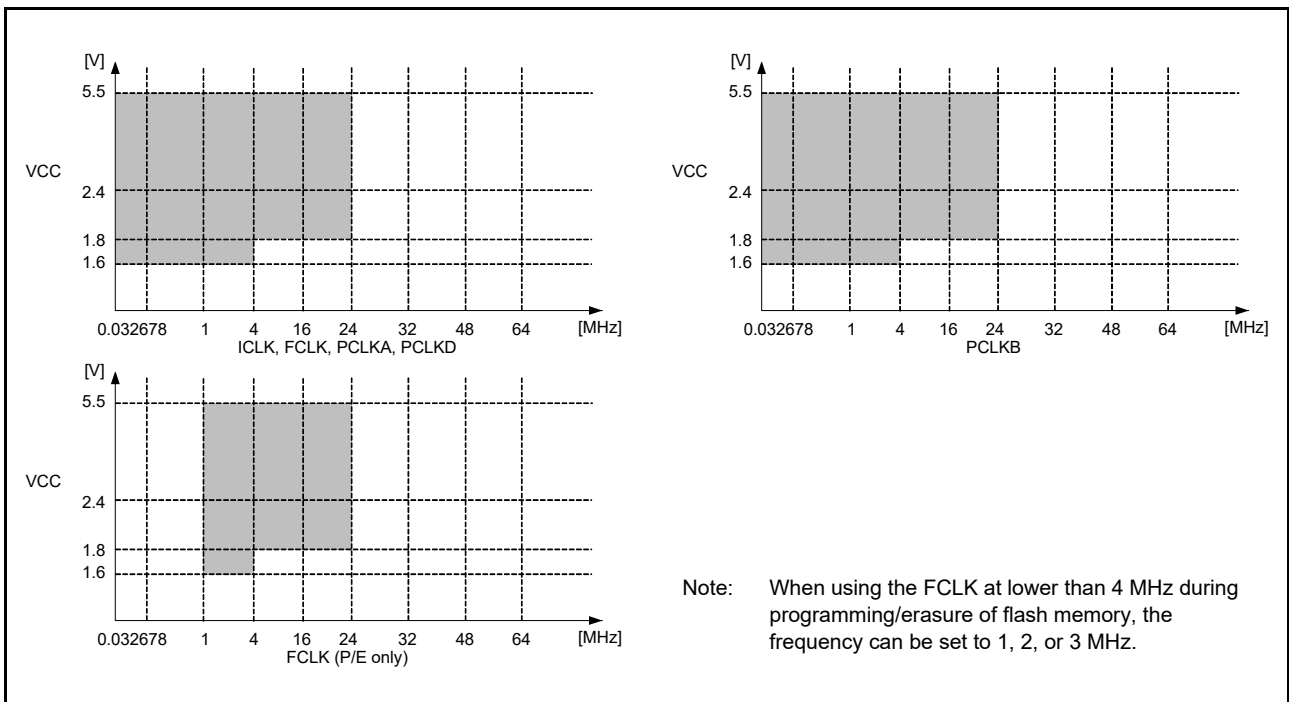 [V]
5.5
VCC
2.4
1.8
1.6
0.032678 1 4 16 24 32 48 64 [MHz]
ICLK, FCLK, PCLKA, PCLKD
[V]
5.5
VCC
2.4
1.8
1.6
0.032678 1 4 16 24 32 48 64 [MHz]
PCLKB
[V]
5.5
VCC
2.4
1.8
1.6
0.032678 1 4 16 24 32 48 64 [MHz]
FCLK (P/E only)
Note: When using the FCLK at lower than 4 MHz during
programming/erasure of flash memory, the
frequency can be set to 1, 2, or 3 MHz.